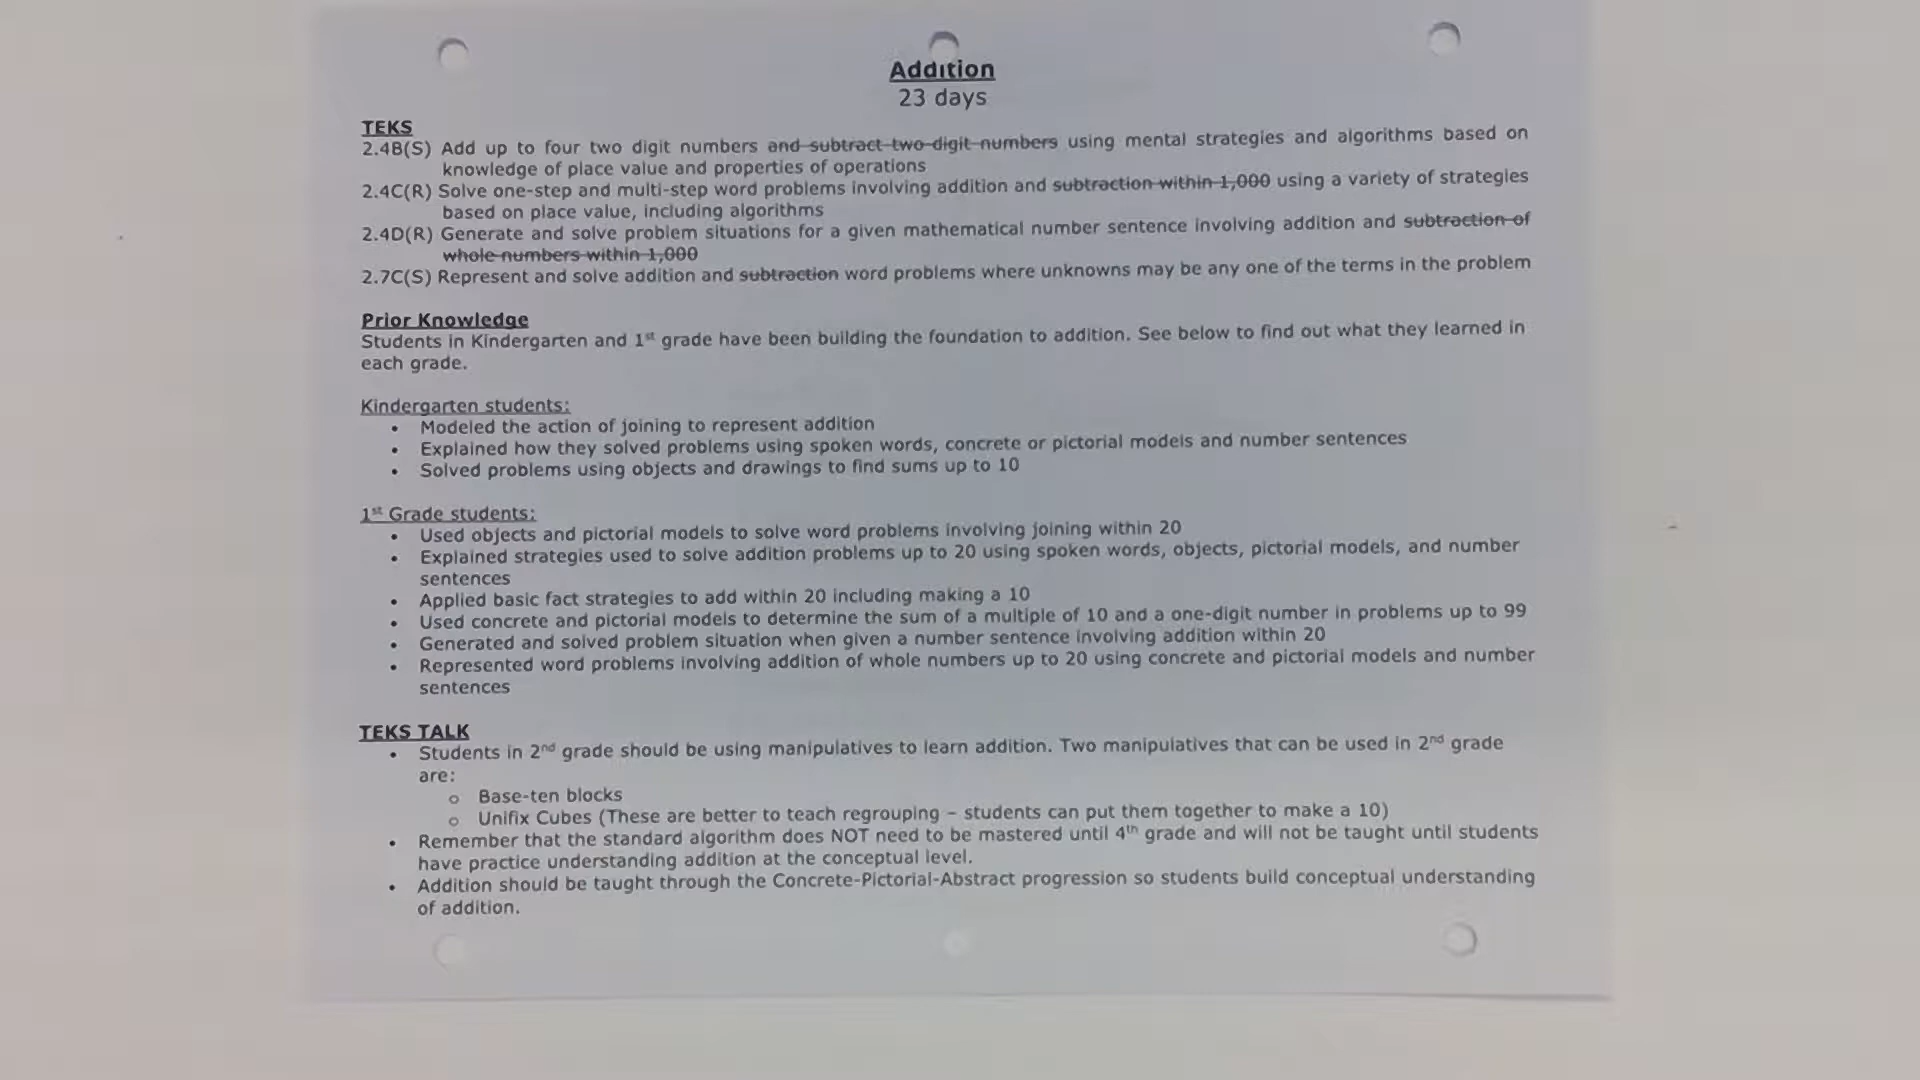 Addition
23 days
TEKS
2.4B(S) Add up to four two digit numbers and subtract two digit numbers using mental strategies and algorithms based on
knowledge of place value and properties of operations
2.4C(R) Solve one-step and multi-step word problems involving addition and subtraction within 1,000 using a variety of strategies
based on place value, including algorithms
2.4D(R) Generate and solve problem situations for a given mathematical number sentence involving addition and subtraction of
whole numbers within 1,000
2.7C(S) Represent and solve addition and subtraction word problems where unknowns may be any one of the terms in the problem
Prior Knowledge
Students in Kindergarten and 1st grade have been building the foundation to addition. See below to find out what they learned in
each grade.
Kindergarten students:
• Modeled the action of joining to represent addition
• Explained how they solved problems using spoken words, concrete or pictorial models and number sentences
• Solved problems using objects and drawings to find sums up to 10
1st Grade students:
• Used objects and pictorial models to solve word problems involving joining within 20
• Explained strategies used to solve addition problems up to 20 using spoken words, objects, pictorial models, and number
sentences
• Applied basic fact strategies to add within 20 including making a 10
• Used concrete and pictorial models to determine the sum of a multiple of 10 and a one-digit number in problems up to 99
• Generated and solved problem situation when given a number sentence involving addition within 20
• Represented word problems involving addition of whole numbers up to 20 using concrete and pictorial models and number
sentences
TEKS TALK
• Students in 2nd grade should be using manipulatives to learn addition. Two manipulatives that can be used in 2nd grade
are:
o Base-ten blocks
o Unifix Cubes (These are better to teach regrouping – students can put them together to make a 10)
• Remember that the standard algorithm does NOT need to be mastered until 4th grade and will not be taught until students
have practice understanding addition at the conceptual level.
• Addition should be taught through the Concrete-Pictorial-Abstract progression so students build conceptual understanding
of addition.